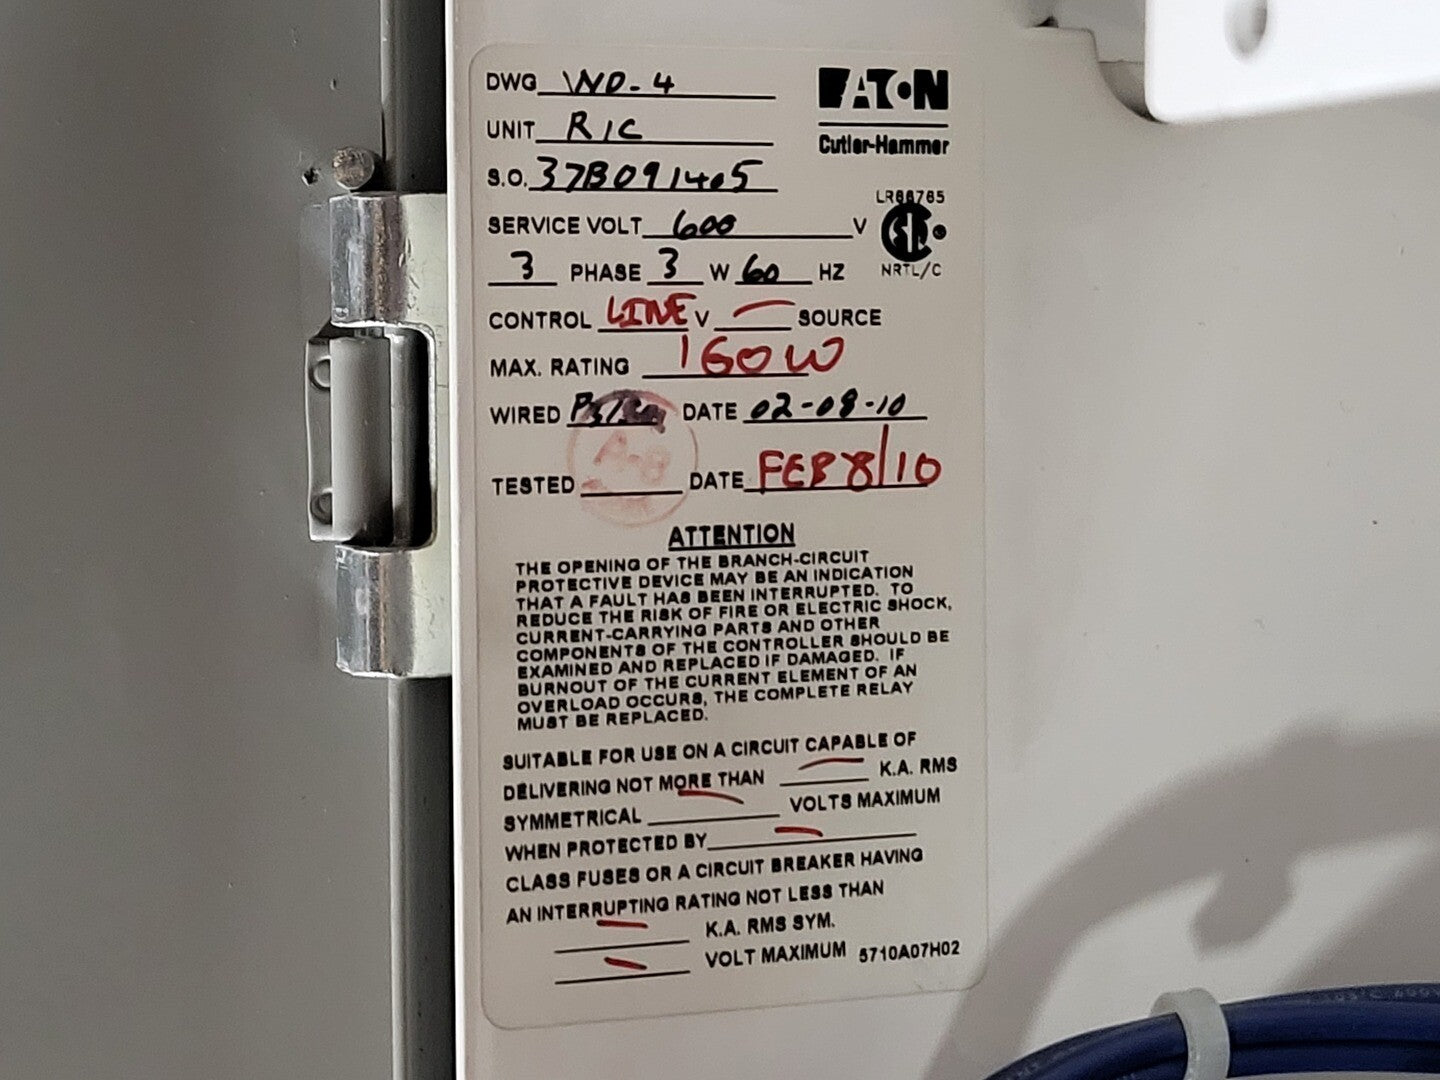 DWG WD-4
EATON
UNIT R1C
Cutler-Hammer
S.O. 37B091405
LR88765
SERVICE VOLT 600 V
NRTL/C
3 PHASE 3 W 60 HZ
CONTROL LINE V — SOURCE
MAX. RATING 160W
WIRED DATE 02-08-10
A-8
TESTED DATE FEB 8/10
ATTENTION
THE OPENING OF THE BRANCH-CIRCUIT
PROTECTIVE DEVICE MAY BE AN INDICATION
THAT A FAULT HAS BEEN INTERRUPTED. TO
REDUCE THE RISK OF FIRE OR ELECTRIC SHOCK,
CURRENT-CARRYING PARTS AND OTHER
COMPONENTS OF THE CONTROLLER SHOULD BE
EXAMINED AND REPLACED IF DAMAGED. IF
BURNOUT OF THE CURRENT ELEMENT OF AN
OVERLOAD OCCURS, THE COMPLETE RELAY
MUST BE REPLACED.
SUITABLE FOR USE ON A CIRCUIT CAPABLE OF
DELIVERING NOT MORE THAN — K.A. RMS
SYMMETRICAL — VOLTS MAXIMUM
WHEN PROTECTED BY —
CLASS FUSES OR A CIRCUIT BREAKER HAVING
AN INTERRUPTING RATING NOT LESS THAN
— K.A. RMS SYM.
— VOLT MAXIMUM 5710A07H02